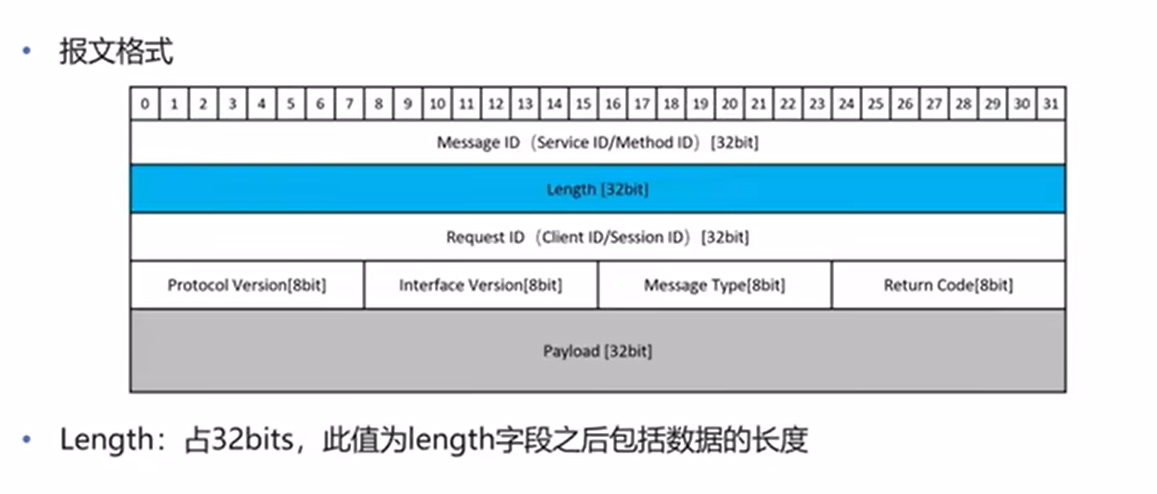 • 报文格式
0 1 2 3 4 5 6 7 8 9 10 11 12 13 14 15 16 17 18 19 20 21 22 23 24 25 26 27 28 29 30 31
Message ID（Service ID/Method ID）[32bit]
Length [32bit]
Request ID（Client ID/Session ID）[32bit]
Protocol Version[8bit] Interface Version[8bit] Message Type[8bit] Return Code[8bit]
Payload [32bit]
• Length：占32bits，此值为length字段之后包括数据的长度